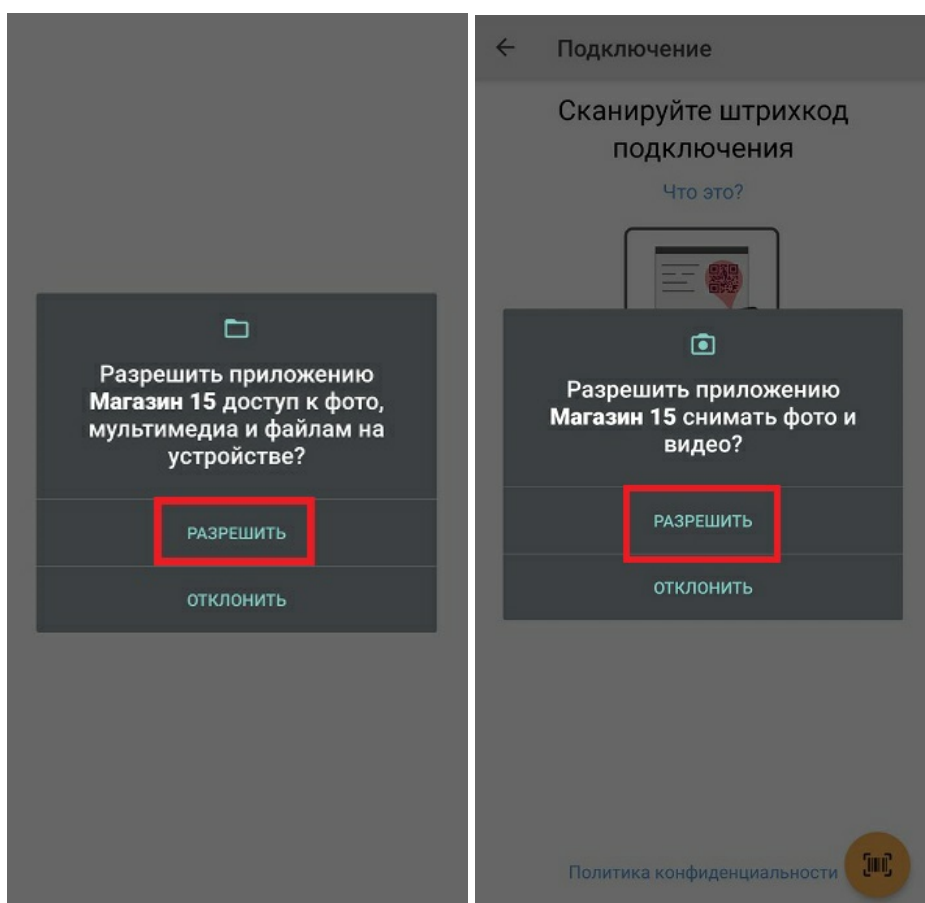 Разрешить приложению
Магазин 15 доступ к фото,
мультимедиа и файлам на
устройстве?
РАЗРЕШИТЬ
ОТКЛОНИТЬ
Подключение
Сканируйте штрихкод
подключения
Что это?
Разрешить приложению
Магазин 15 снимать фото и
видео?
РАЗРЕШИТЬ
ОТКЛОНИТЬ
Политика конфиденциальности